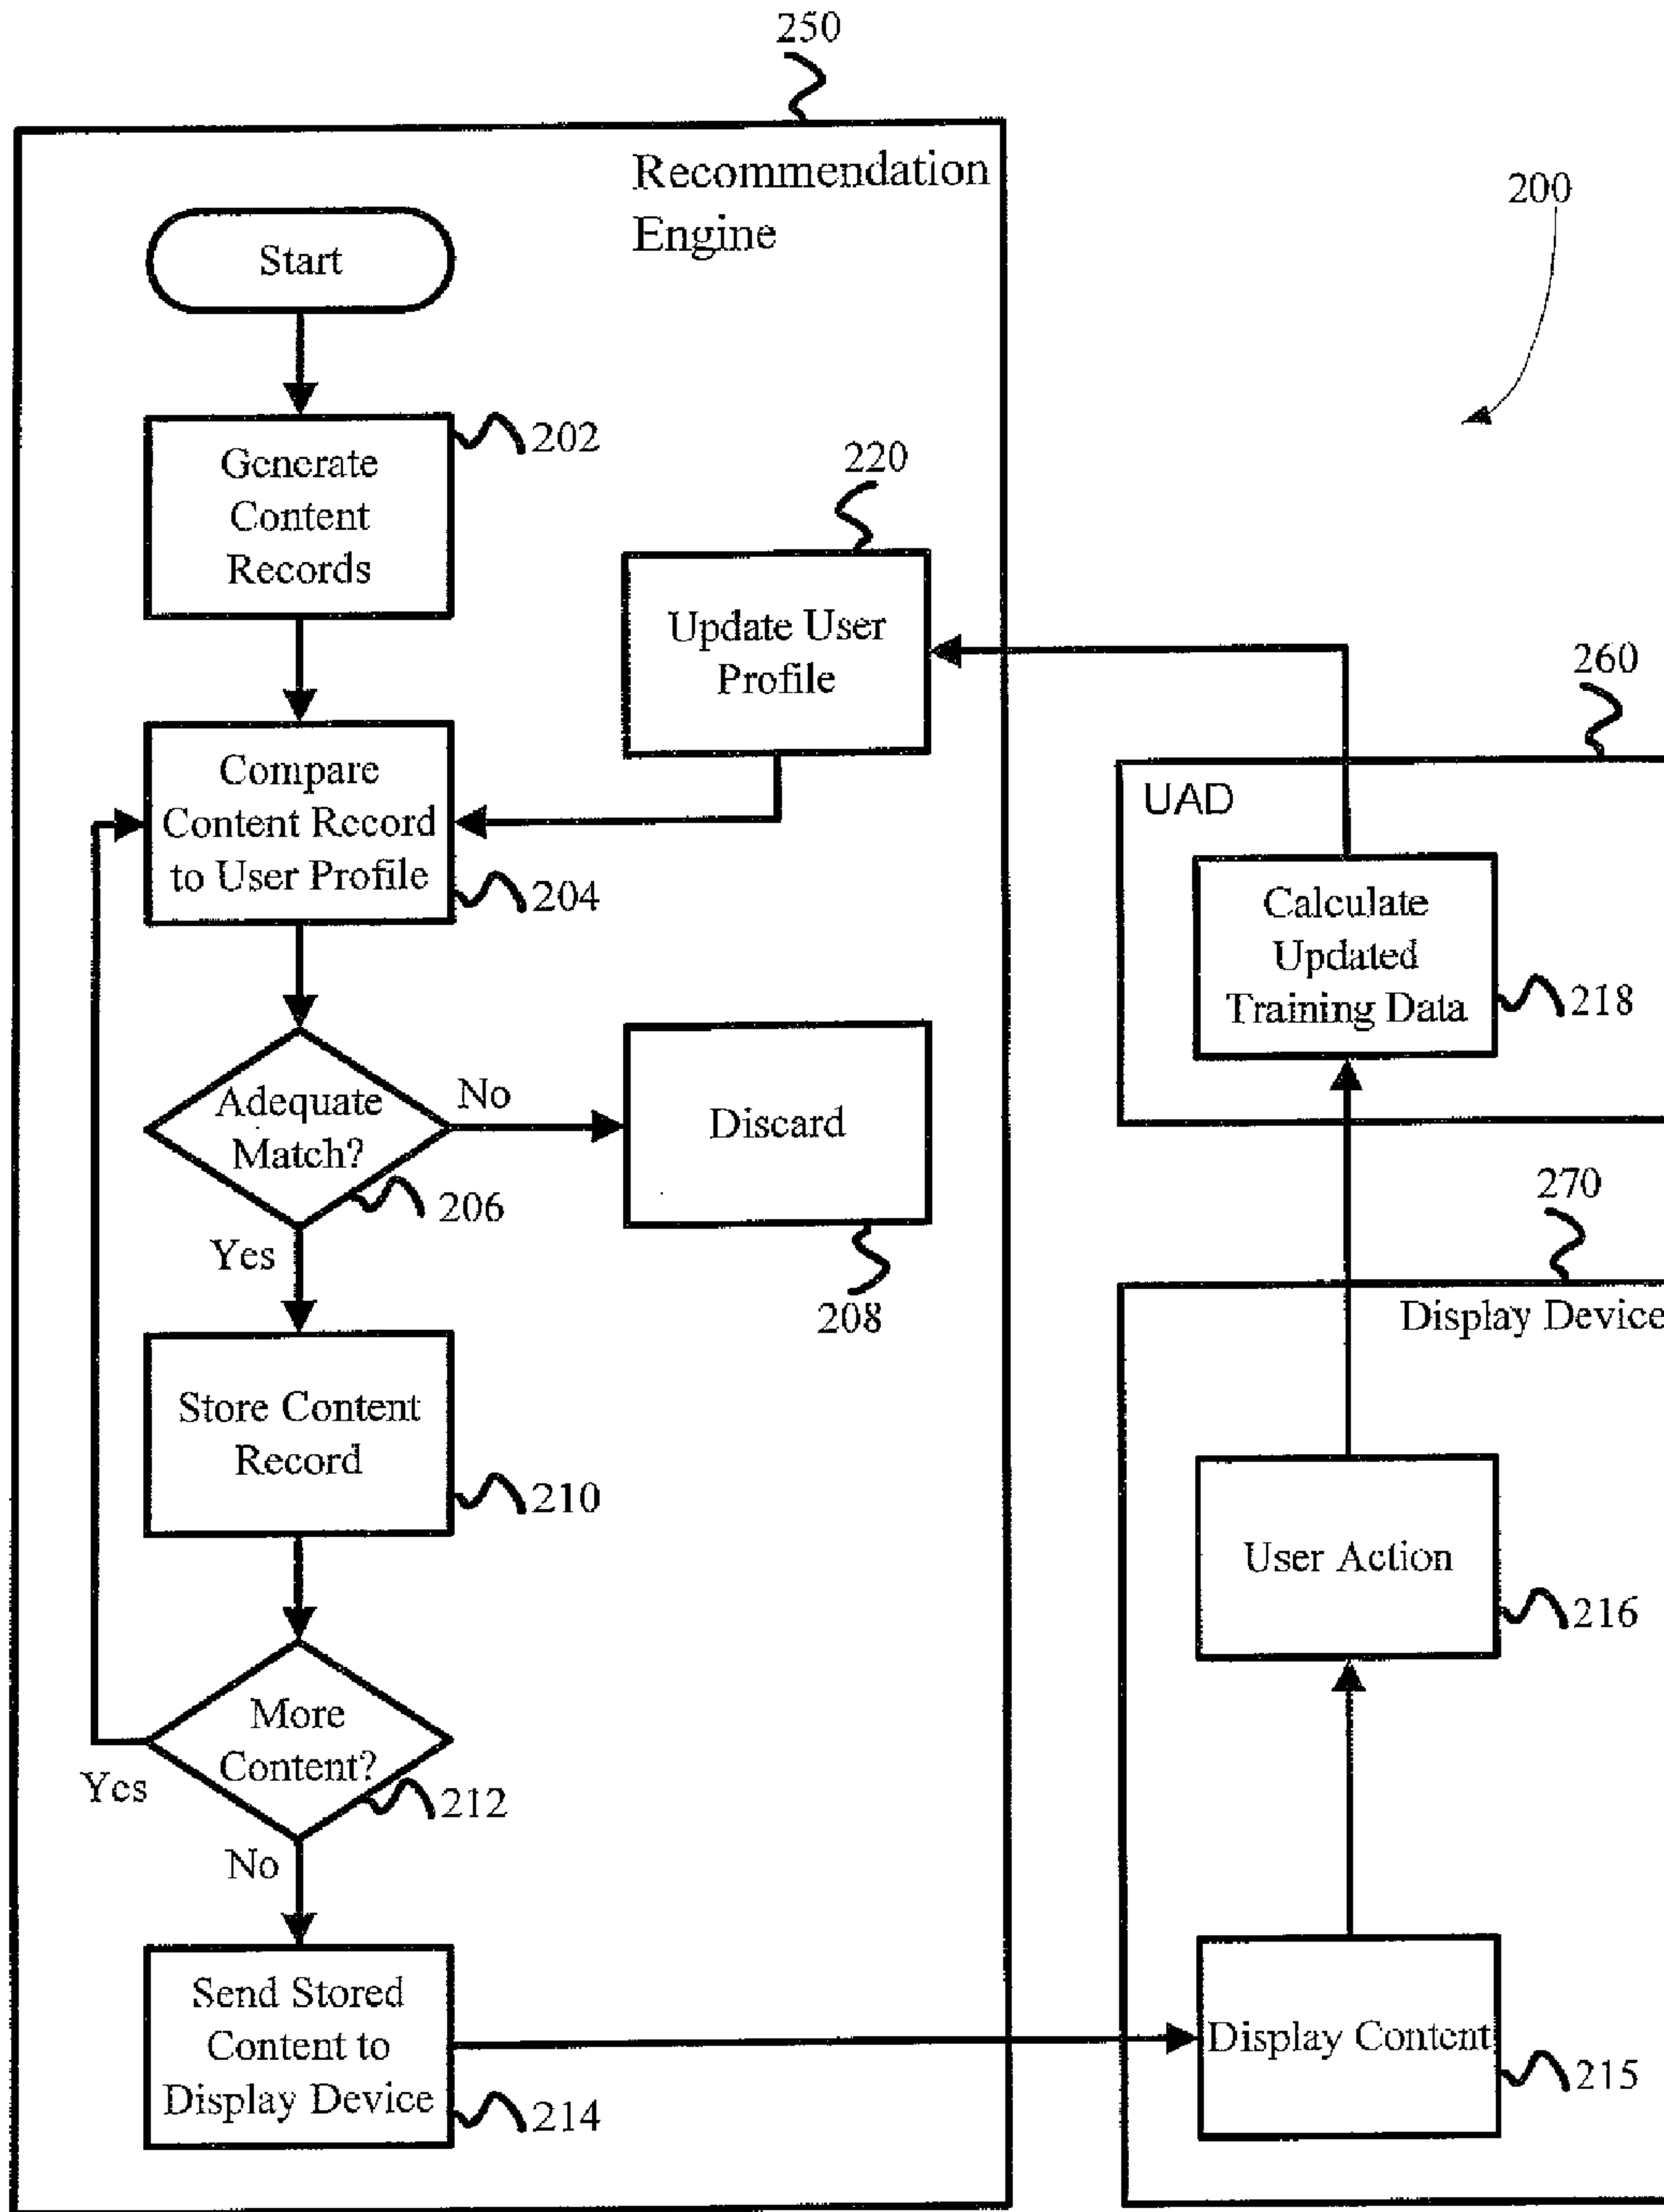 250
Recommendation
Engine
200
Start
202
Generate
Content
Records
220
Update User
Profile
260
UAD
Compare
Content Record
to User Profile
204
Calculate
Updated
Training Data
218
Adequate
Match?
No
206
Yes
Discard
208
270
Display Device
Store Content
Record
210
User Action
216
More
Content?
Yes
212
No
Send Stored
Content to
Display Device
214
Display Content
215